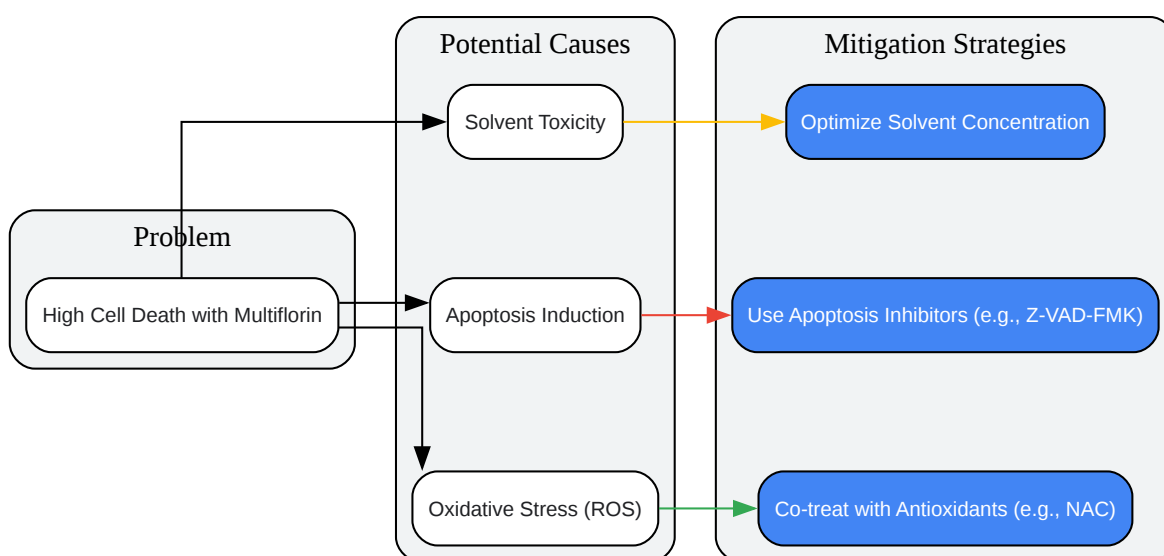 Potential Causes
Mitigation Strategies
Solvent Toxicity
Optimize Solvent Concentration
Problem
High Cell Death with Multiflorin
Apoptosis Induction
Use Apoptosis Inhibitors (e.g., Z-VAD-FMK)
Oxidative Stress (ROS)
Co-treat with Antioxidants (e.g., NAC)